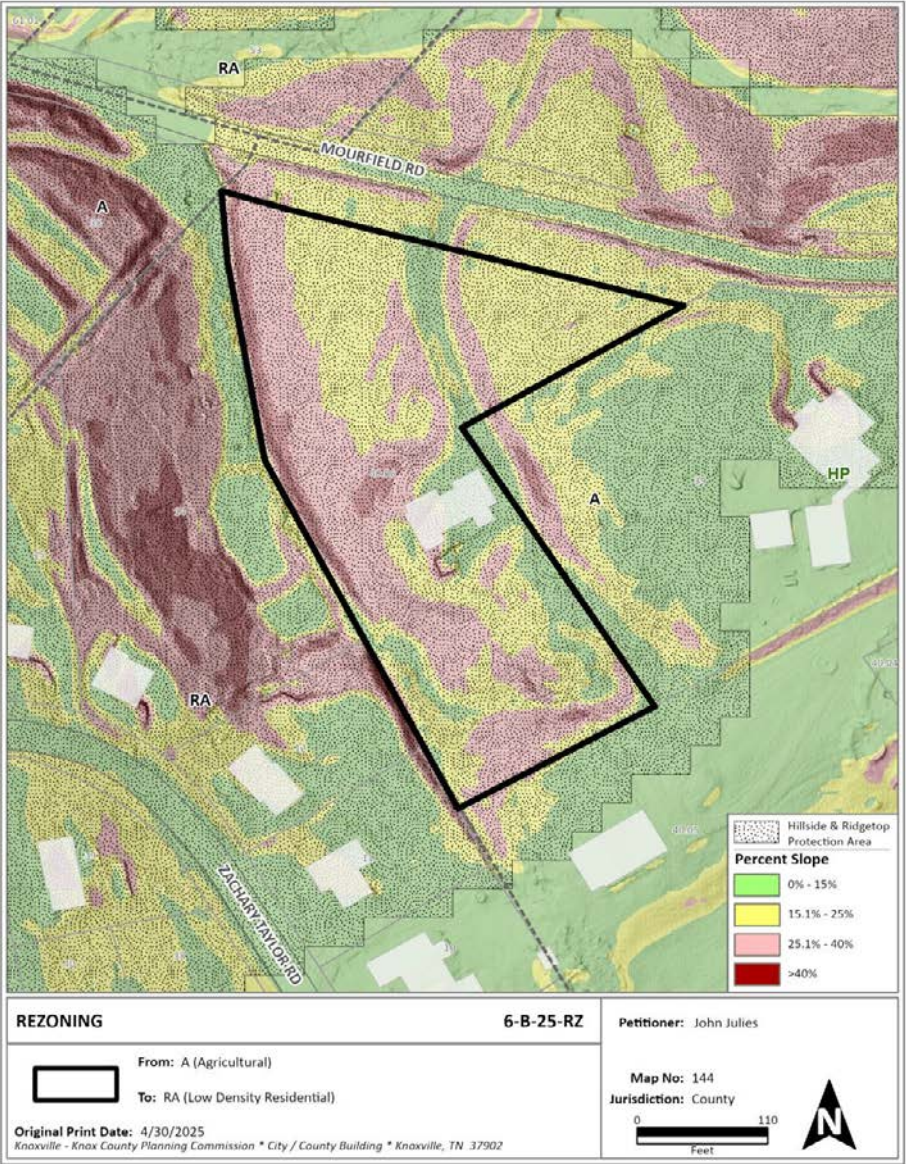 RA
MOURFIELD RD
A
HP
A
RA
ZACHARY TAYLOR RD
Hillside & Ridgetop
Protection Area
Percent Slope
0% - 15%
15.1% - 25%
25.1% - 40%
>40%
REZONING
6-B-25-RZ
From: A (Agricultural)
To: RA (Low Density Residential)
Original Print Date: 4/30/2025
Knoxville - Knox County Planning Commission * City / County Building * Knoxville, TN 37902
Petitioner: John Julies
Map No: 144
Jurisdiction: County
0 110
Feet
N